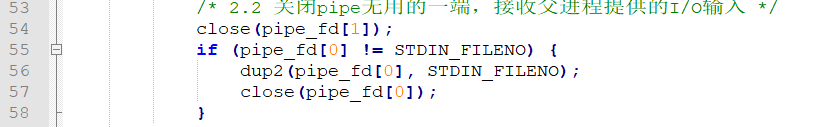 53 /* 2.2 关闭pipe无用的一端，接收父进程提供的I/O输入 */
54 close(pipe_fd[1]);
55 if (pipe_fd[0] != STDIN_FILENO) {
56 dup2(pipe_fd[0], STDIN_FILENO);
57 close(pipe_fd[0]);
58 }